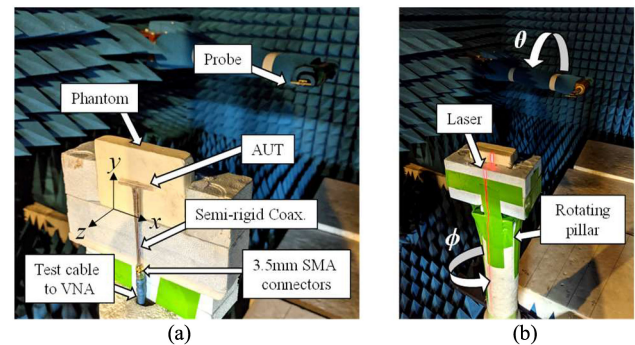 Probe
Phantom
AUT
y
x
z
Semi-rigid Coax.
Test cable
to VNA
3.5mm SMA
connectors
(a)
θ
Laser
Rotating
pillar
ϕ
(b)